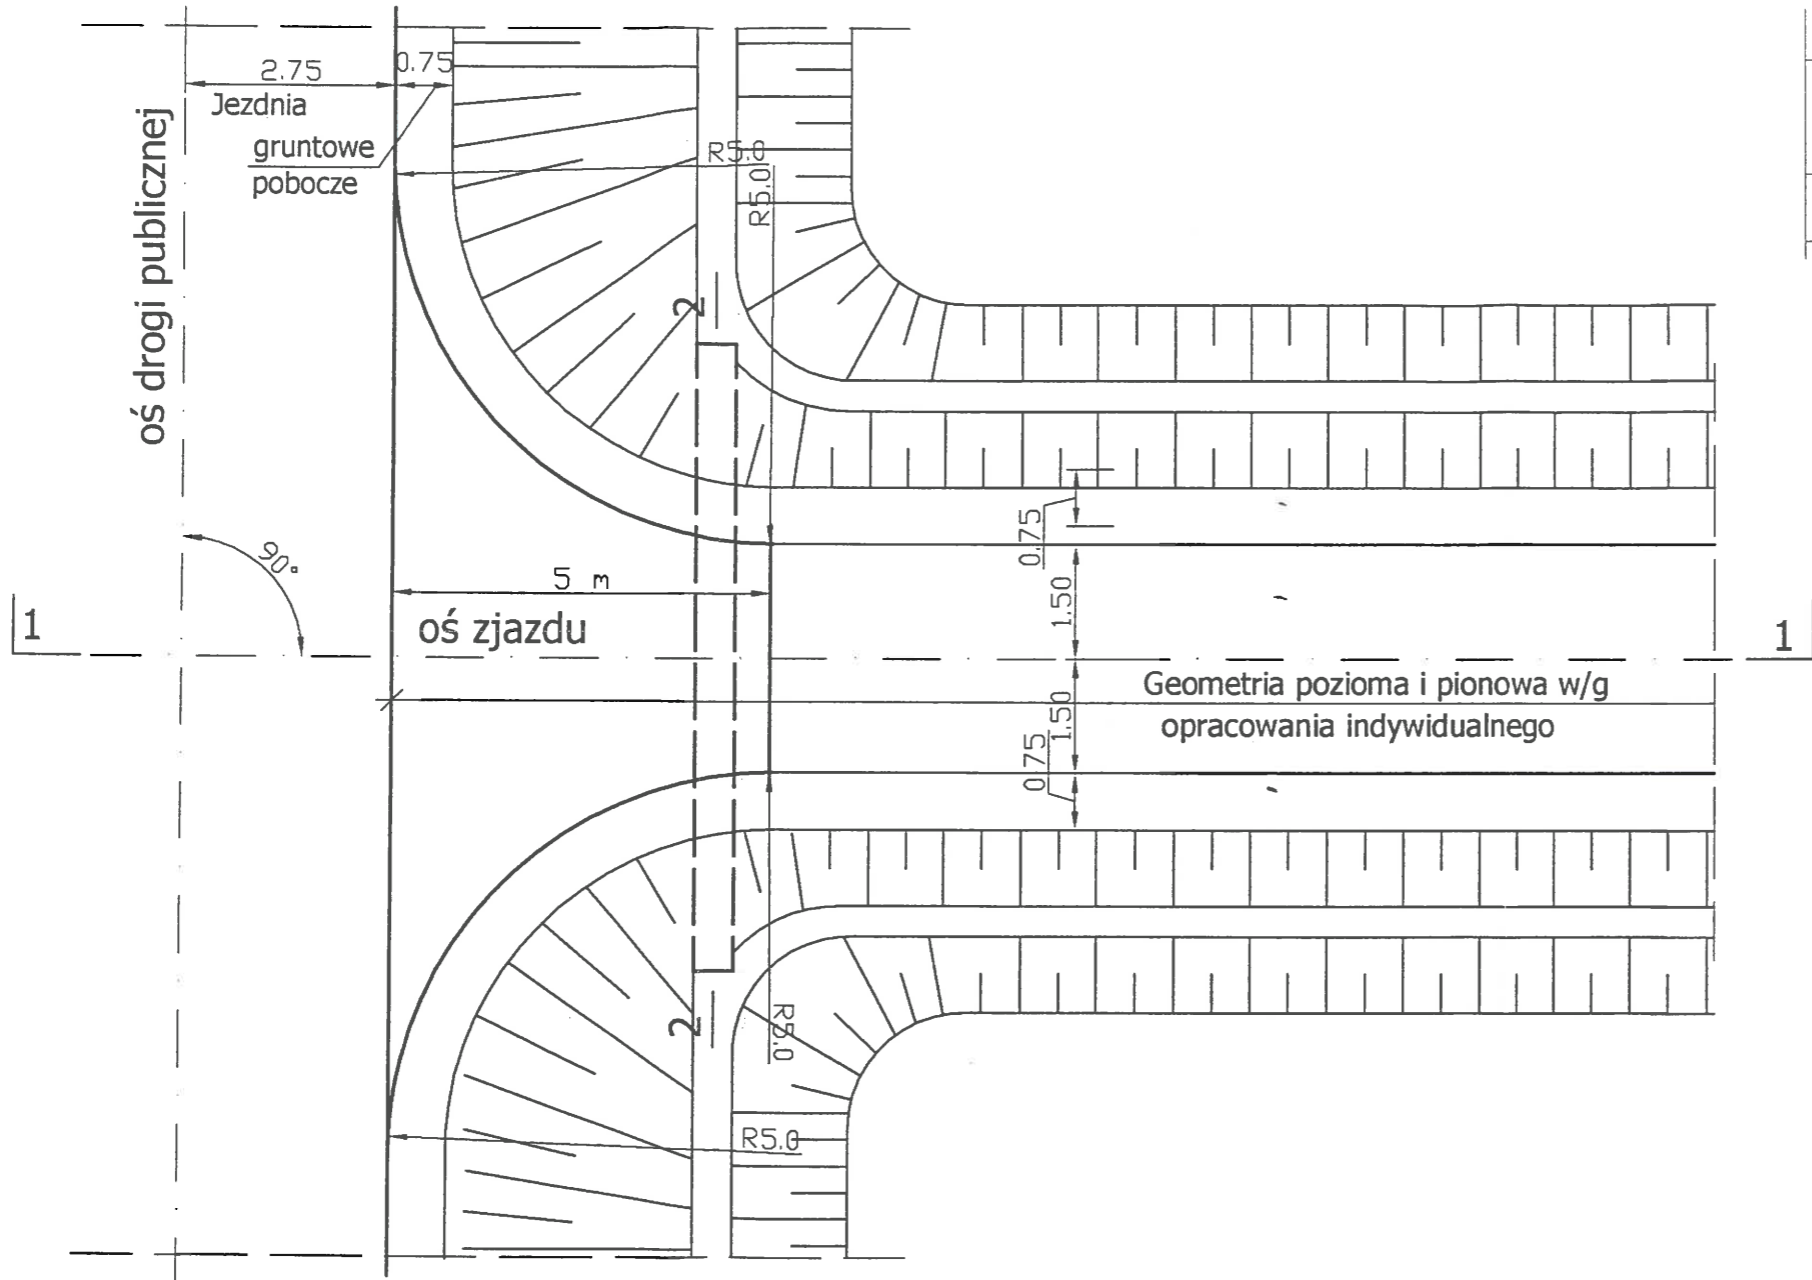 2.75
0.75
Jezdnia
gruntowe
pobocze
oś drogi publicznej
R5.0
R5.0
2
90°
5 m
0.75
1.50
oś zjazdu
1
1
Geometria pozioma i pionowa w/g
opracowania indywidualnego
1.50
0.75
2
R5.0
R5.0